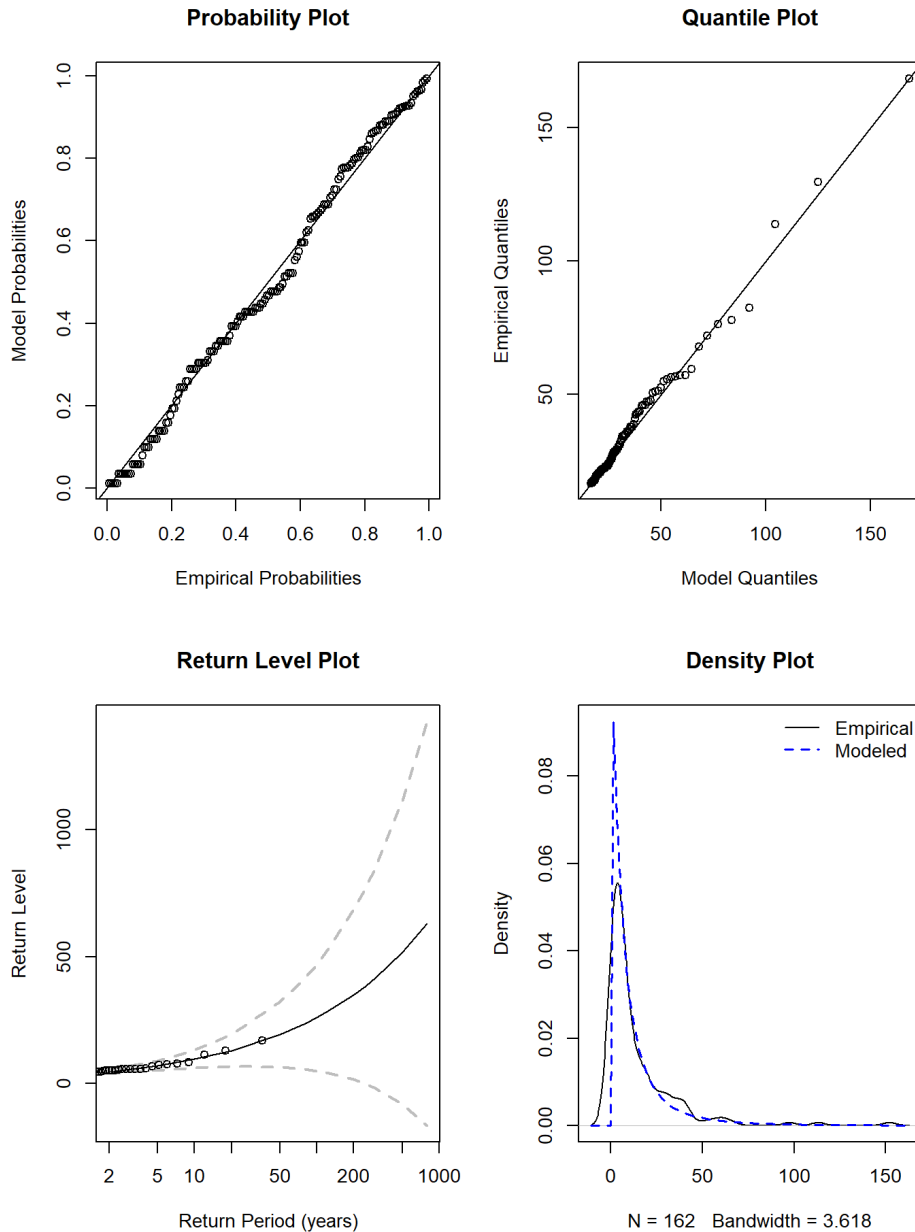 Probability Plot
Model Probabilities
0.0 0.2 0.4 0.6 0.8 1.0
0.0 0.2 0.4 0.6 0.8 1.0
Empirical Probabilities
Quantile Plot
Empirical Quantiles
50 100 150
50 100 150
Model Quantiles
Return Level Plot
Return Level
0 500 1000
2 5 10 50 200 1000
Return Period (years)
Density Plot
Density
0.00 0.02 0.04 0.06 0.08
Empirical
Modeled
0 50 100 150
N = 162 Bandwidth = 3.618